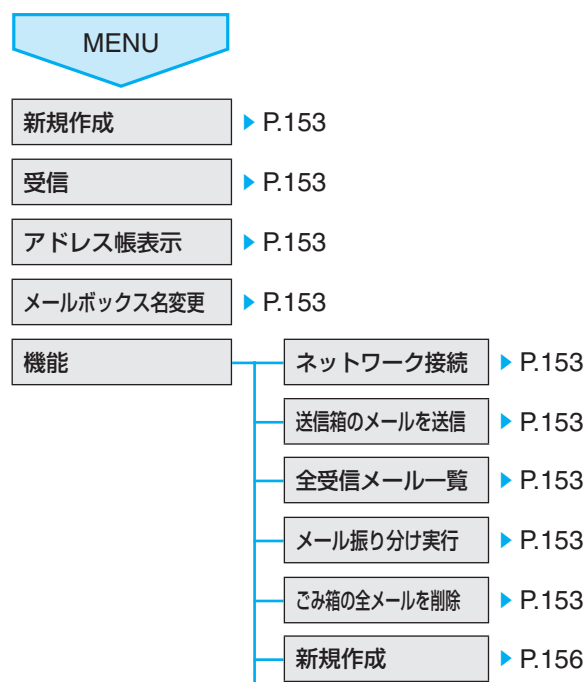 MENU
新規作成 ▶ P.153
受信 ▶ P.153
アドレス帳表示 ▶ P.153
メールボックス名変更 ▶ P.153
機能 ネットワーク接続 ▶ P.153
送信箱のメールを送信 ▶ P.153
全受信メール一覧 ▶ P.153
メール振り分け実行 ▶ P.153
ごみ箱の全メールを削除 ▶ P.153
新規作成 ▶ P.156